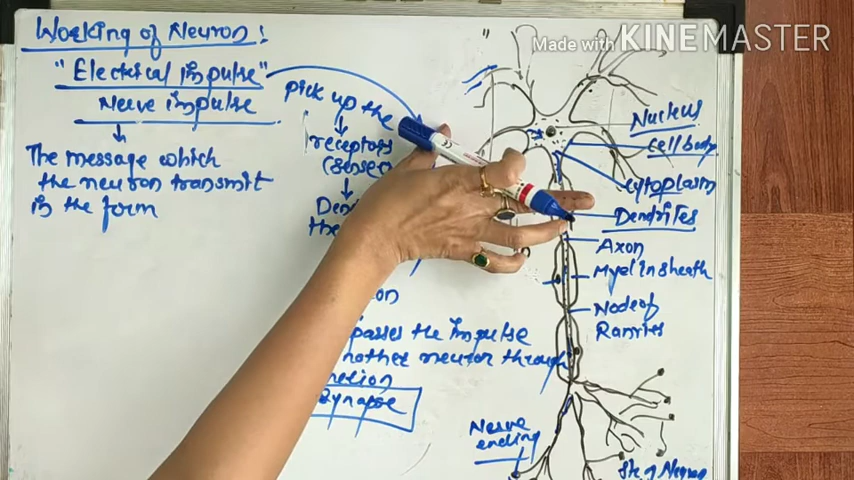 Working of Neuron :
"Electrical impulse"
Nerve impulse
The message which
the neuron transmit
in the form
pick up the
receptors
passes the impulse
neuron through
Synapse
Made with KINEMASTER
Nucleus
Cell body
Cytoplasm
Dendrites
Axon
Myelin sheath
Node of
Ranvier
Nerve
ending